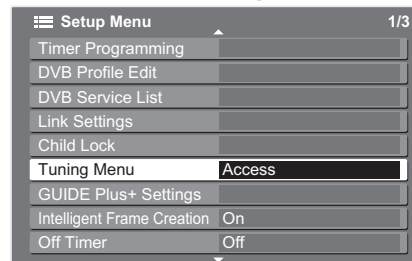 Setup Menu 1/3
Timer Programming
DVB Profile Edit
DVB Service List
Link Settings
Child Lock
Tuning Menu Access
GUIDE Plus+ Settings
Intelligent Frame Creation On
Off Timer Off